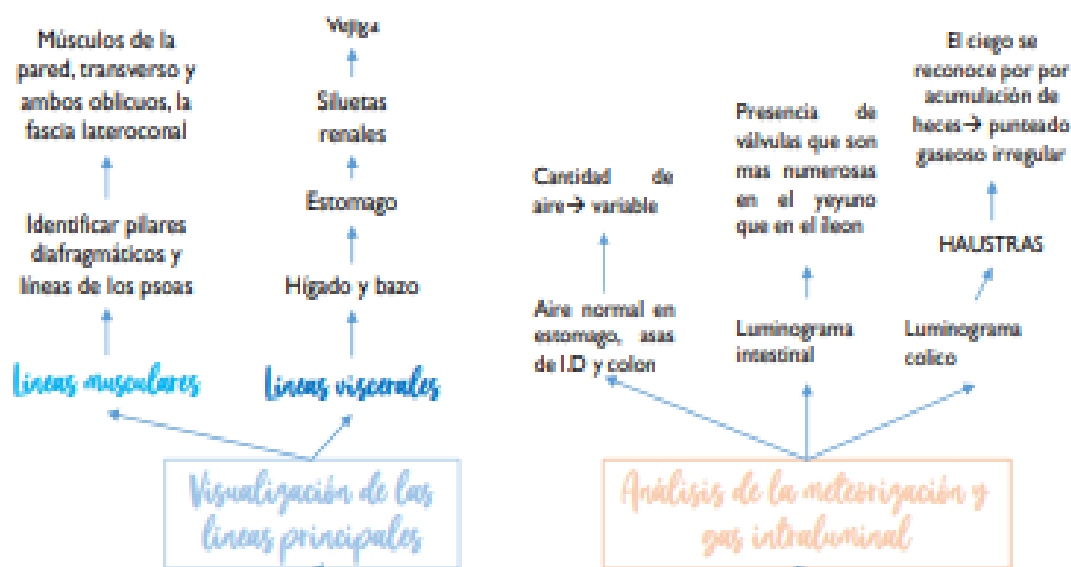 Músculos de la
pared, transverso y
ambos oblicuos, la
fascia lateroconal
Identificar pilares
diafragmáticos y
líneas de los psoas
Lineas musculares
Vejiga
Siluetas
renales
Estomago
Hígado y bazo
Lineas viscerales
Visualización de las
lineas principales
Cantidad de
aire→ variable
Aire normal en
estomago, asas
de I.D y colon
Presencia de
válvulas que son
mas numerosas
en el yeyuno
que en el íleon
Luminograma
intestinal
El ciego se
reconoce por por
acumulación de
heces→ punteado
gaseoso irregular
HAUSTRAS
Luminograma
colico
Análisis de la meteorización y
gas intraluminal